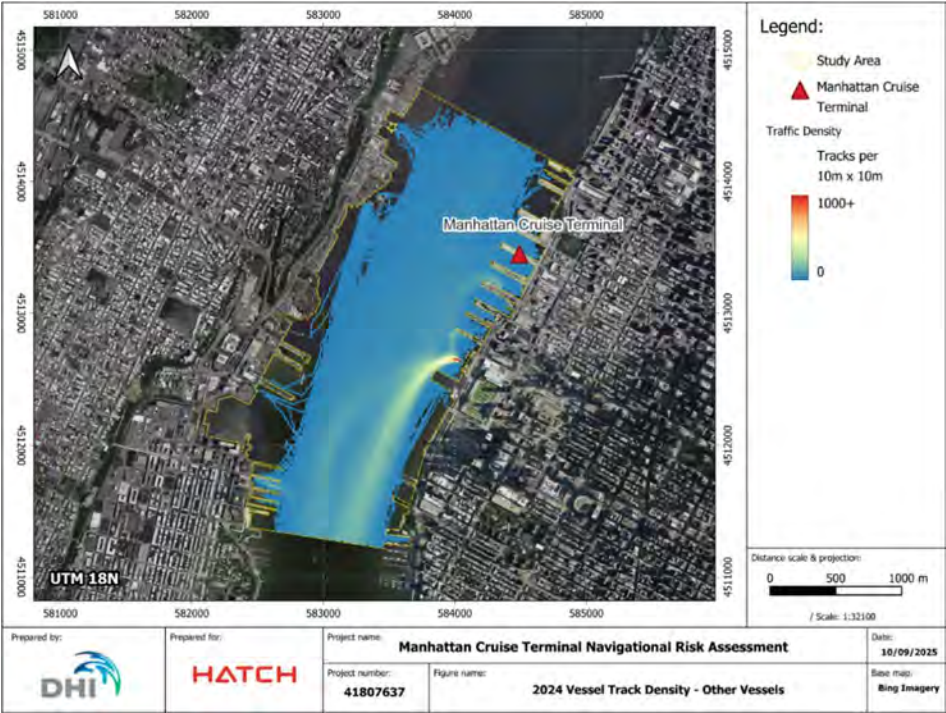 581000 582000 583000 584000 585000
4515000 4515000
4514000 4514000
4513000 4513000
4512000 4512000
4511000 4511000
Manhattan Cruise Terminal
UTM 18N
581000 582000 583000 584000 585000
Legend:
Study Area
Manhattan Cruise
Terminal
Traffic Density
Tracks per
10m x 10m
1000+
0
Distance scale & projection:
0 500 1000 m
/ Scale: 1:32100
Prepared by:
DHI
Prepared for:
HATCH
Project name:
Manhattan Cruise Terminal Navigational Risk Assessment
Date:
10/09/2025
Project number:
41807637
Figure name:
2024 Vessel Track Density - Other Vessels
Base map:
Bing Imagery